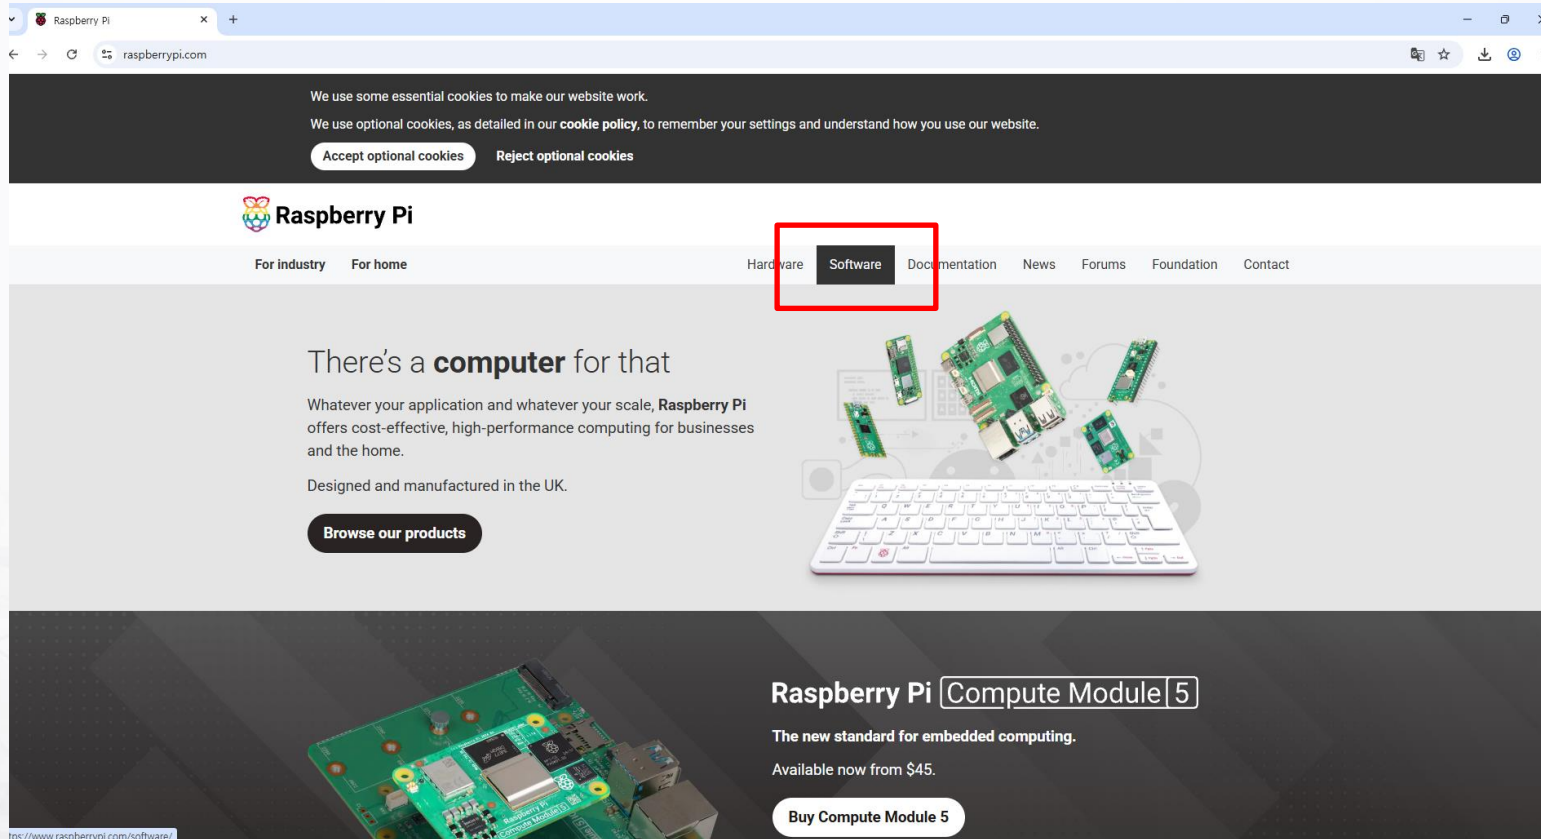 Raspberry Pi
raspberrypi.com
We use some essential cookies to make our website work.
We use optional cookies, as detailed in our cookie policy, to remember your settings and understand how you use our website.
Accept optional cookies Reject optional cookies
Raspberry Pi
For industry For home Hardware Software Documentation News Forums Foundation Contact
There's a computer for that
Whatever your application and whatever your scale, Raspberry Pi
offers cost-effective, high-performance computing for businesses
and the home.
Designed and manufactured in the UK.
Browse our products
Raspberry Pi Compute Module 5
The new standard for embedded computing.
Available now from $45.
Buy Compute Module 5
Raspberry Pi
Compute Module 5
tps://www.raspberrypi.com/software/